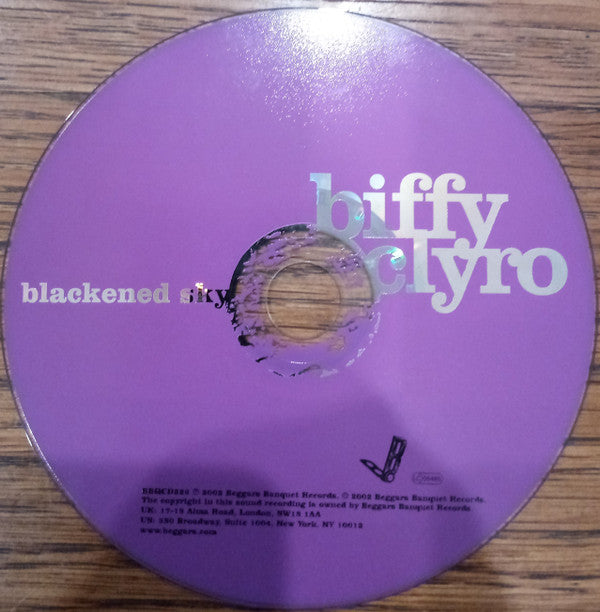 biffy
clyro
blackened sky
BBQCD226 ℗ 2002 Beggars Banquet Records. © 2002 Beggars Banquet Records.
The copyright in this sound recording is owned by Beggars Banquet Records.
UK: 17-19 Alma Road, London, SW18 1AA
US: 580 Broadway, Suite 1004, New York, NY 10012
www.beggars.com